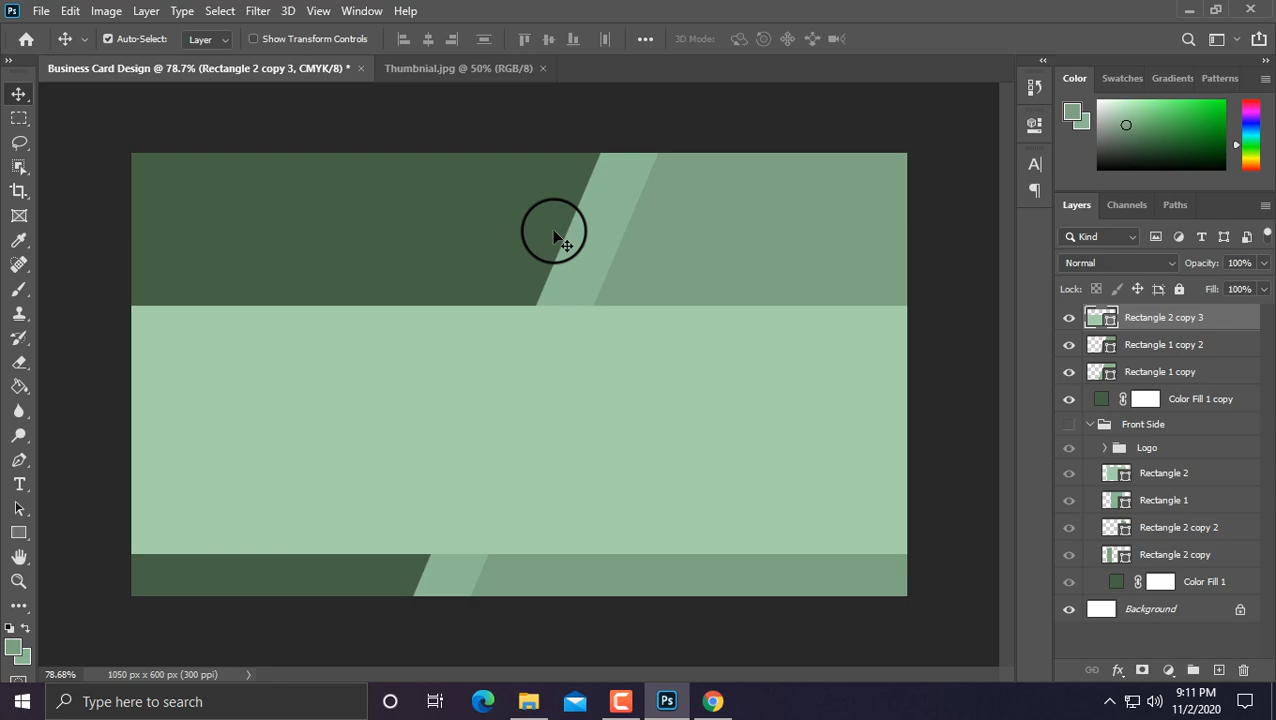 Ps File Edit Image Layer Type Select Filter 3D View Window Help
Auto-Select: Layer Show Transform Controls 3D Mode:
Business Card Design @ 78.7% (Rectangle 2 copy 3, CMYK/8) * Thumbnial.jpg @ 50% (RGB/8)
Color Swatches Gradients Patterns
Layers Channels Paths
Kind
Normal Opacity: 100%
Lock: Fill: 100%
Rectangle 2 copy 3
Rectangle 1 copy 2
Rectangle 1 copy
Color Fill 1 copy
Front Side
Logo
Rectangle 2
Rectangle 1
Rectangle 2 copy 2
Rectangle 2 copy
Color Fill 1
Background
78.68% 1050 px x 600 px (300 ppi)
Type here to search
Ps
9:11 PM
11/2/2020